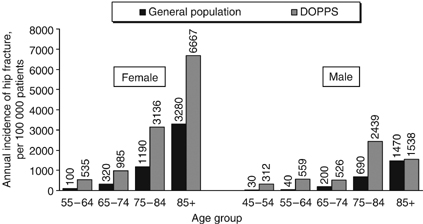 General population DOPPS
Annual incidence of hip fracture,
per 100 000 patients
8000
7000
6000
5000
4000
3000
2000
1000
0
Female Male
100 535 320 985 1190 3136 3280 6667
30 312 40 559 200 526 690 2439 1470 1538
55–64 65–74 75–84 85+ 45–54 55–64 65–74 75–84 85+
Age group